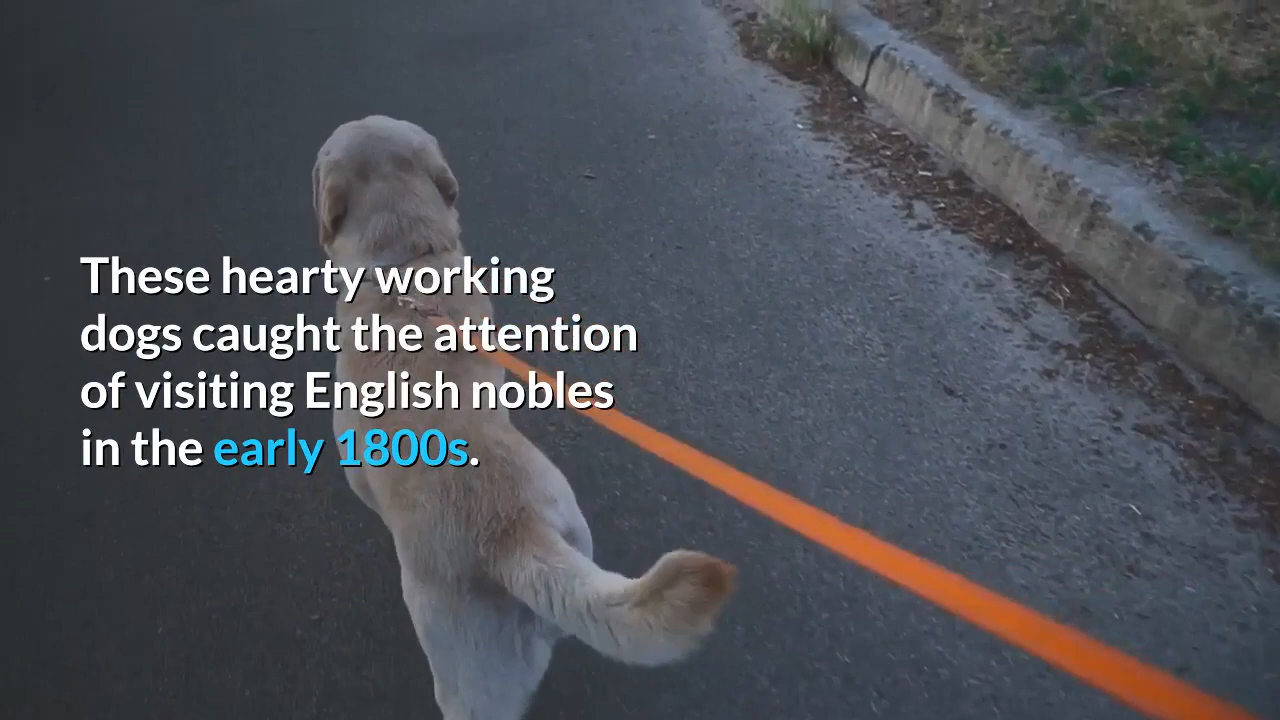 These hearty working
dogs caught the attention
of visiting English nobles
in the early 1800s.